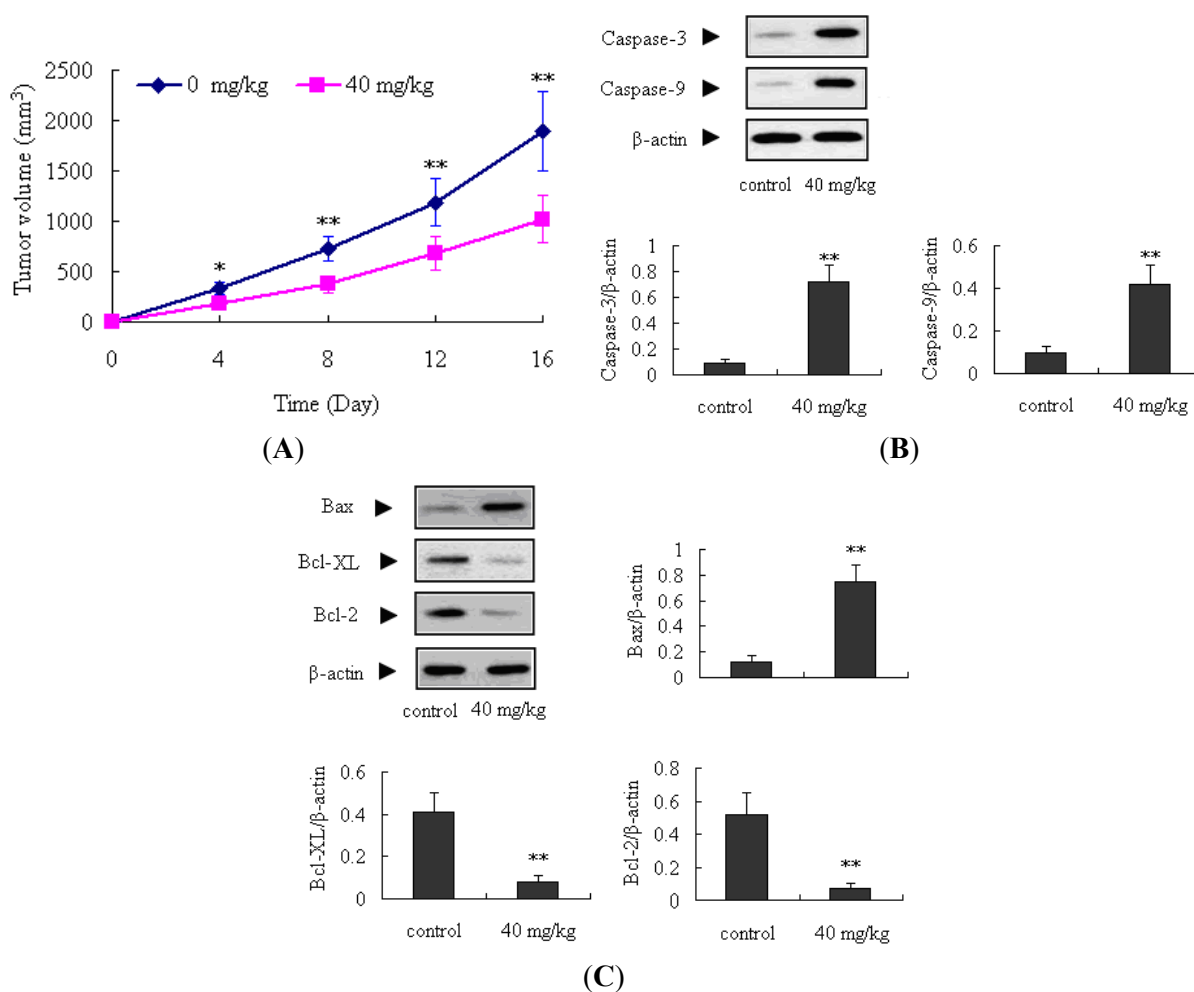 0 mg/kg 40 mg/kg
Tumor volume (mm³)
2500
2000
1500
1000
500
0
* ** ** **
0 4 8 12 16
Time (Day)
(A)
Caspase-3 ►
Caspase-9 ►
β-actin ►
control 40 mg/kg
Caspase-3/β-actin
1
0.8
0.6
0.4
0.2
0
**
control 40 mg/kg
Caspase-9/β-actin
0.6
0.4
0.2
0
**
control 40 mg/kg
(B)
Bax ►
Bcl-XL ►
Bcl-2 ►
β-actin ►
control 40 mg/kg
Bax/β-actin
1
0.8
0.6
0.4
0.2
0
**
control 40 mg/kg
Bcl-XL/β-actin
0.6
0.4
0.2
0
**
control 40 mg/kg
Bcl-2/β-actin
0.8
0.6
0.4
0.2
0
**
control 40 mg/kg
(C)